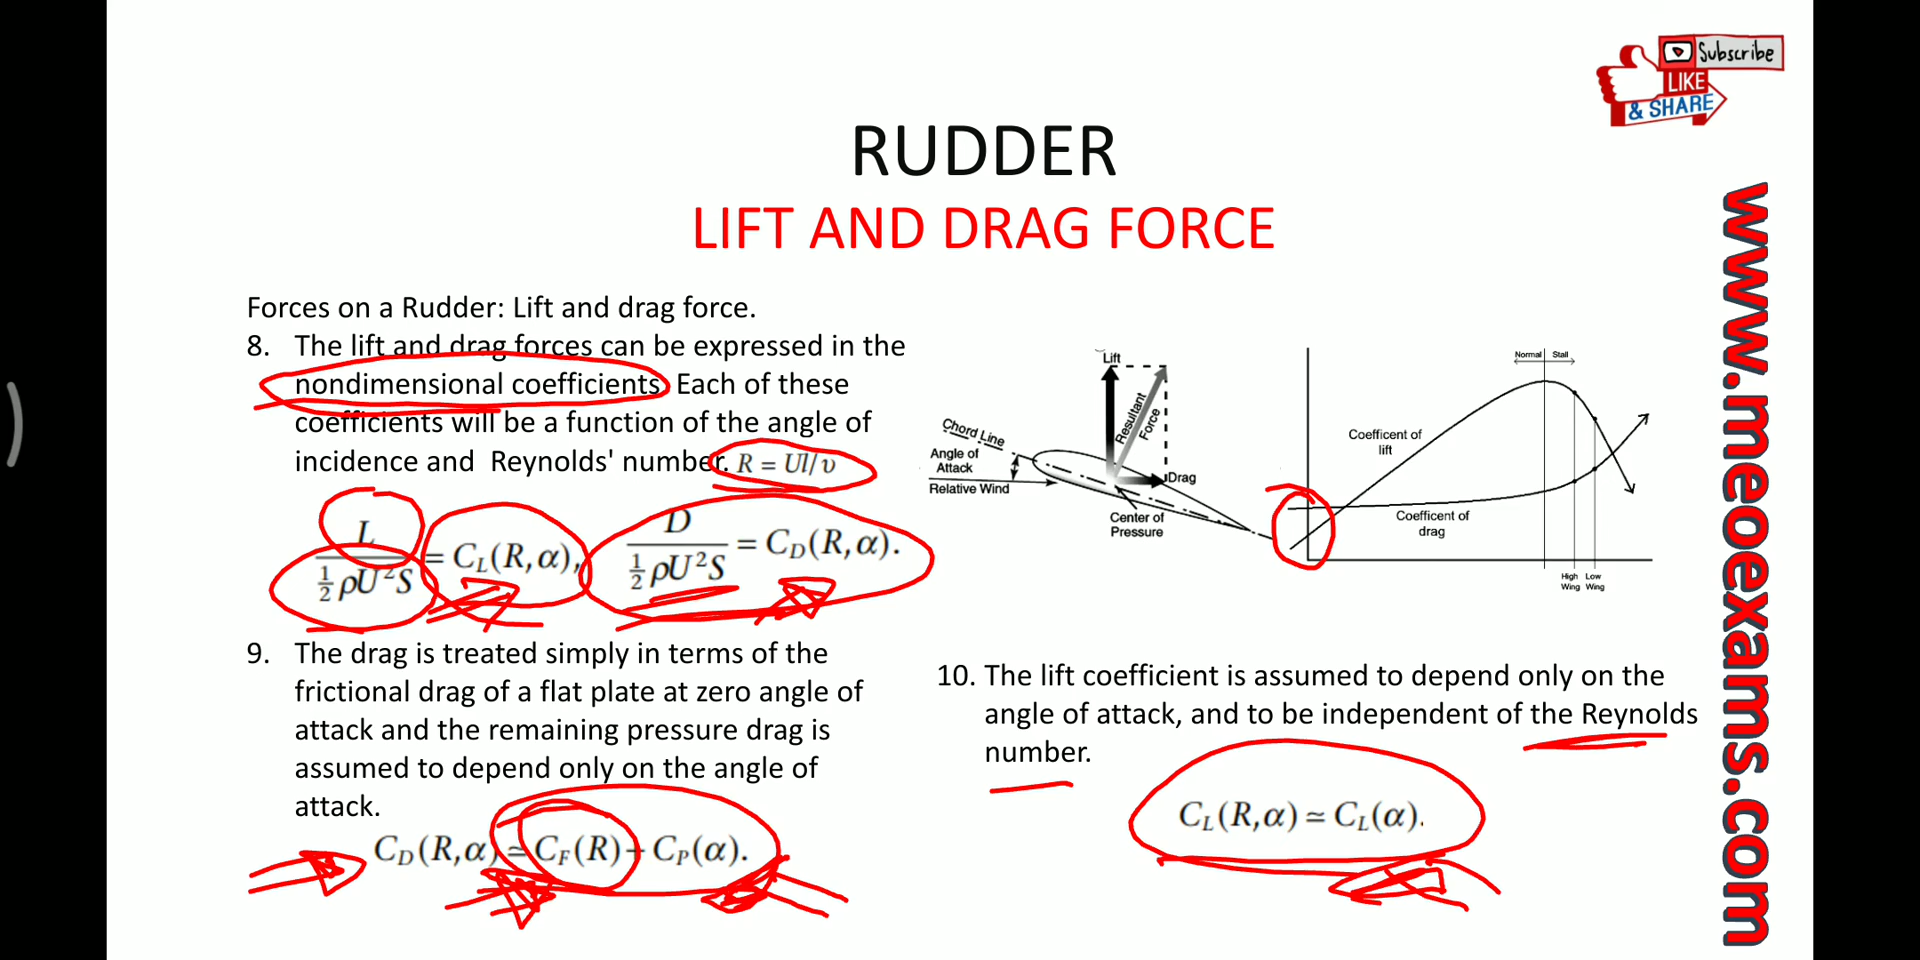 Subscribe
LIKE
& SHARE
RUDDER
LIFT AND DRAG FORCE
Forces on a Rudder: Lift and drag force.
8. The lift and drag forces can be expressed in the
nondimensional coefficients. Each of these
coefficients will be a function of the angle of
incidence and Reynolds' number. R = Ul/υ
L / ½ρU²S = C_L(R,α), D / ½ρU²S = C_D(R,α).
9. The drag is treated simply in terms of the
frictional drag of a flat plate at zero angle of
attack and the remaining pressure drag is
assumed to depend only on the angle of
attack.
C_D(R,α) ≃ C_F(R) + C_P(α).
Lift
Resultant
Force
Chord Line
Angle of
Attack
Relative Wind
Drag
Center of
Pressure
Normal Stall
Coefficent of
lift
Coefficent of
drag
High Low
Wing Wing
10. The lift coefficient is assumed to depend only on the
angle of attack, and to be independent of the Reynolds
number.
C_L(R,α) ≃ C_L(α).
www.meoexams.com